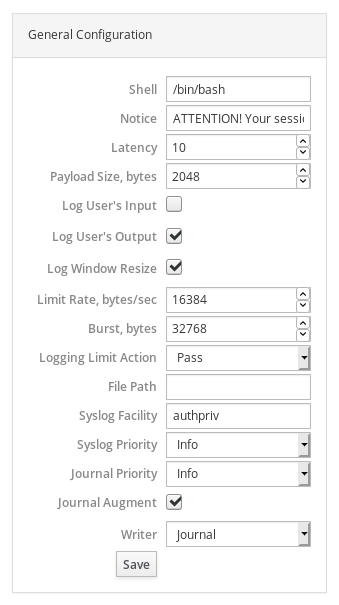 General Configuration
Shell /bin/bash
Notice ATTENTION! Your sessi
Latency 10
Payload Size, bytes 2048
Log User's Input
Log User's Output
Log Window Resize
Limit Rate, bytes/sec 16384
Burst, bytes 32768
Logging Limit Action Pass
File Path
Syslog Facility authpriv
Syslog Priority Info
Journal Priority Info
Journal Augment
Writer Journal
Save